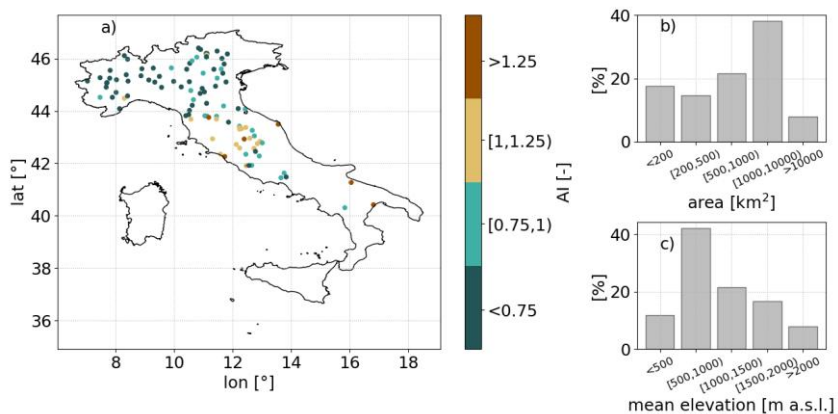 a)
46
44
42
40
38
36
lat [°]
8 10 12 14 16 18
lon [°]
>1.25
[1,1.25)
[0.75,1)
<0.75
AI [-]
b)
40
20
0
[%]
<200 [200,500) [500,1000) [1000,10000) >10000
area [km²]
c)
40
20
0
[%]
<500 [500,1000) [1000,1500) [1500,2000) >2000
mean elevation [m a.s.l.]